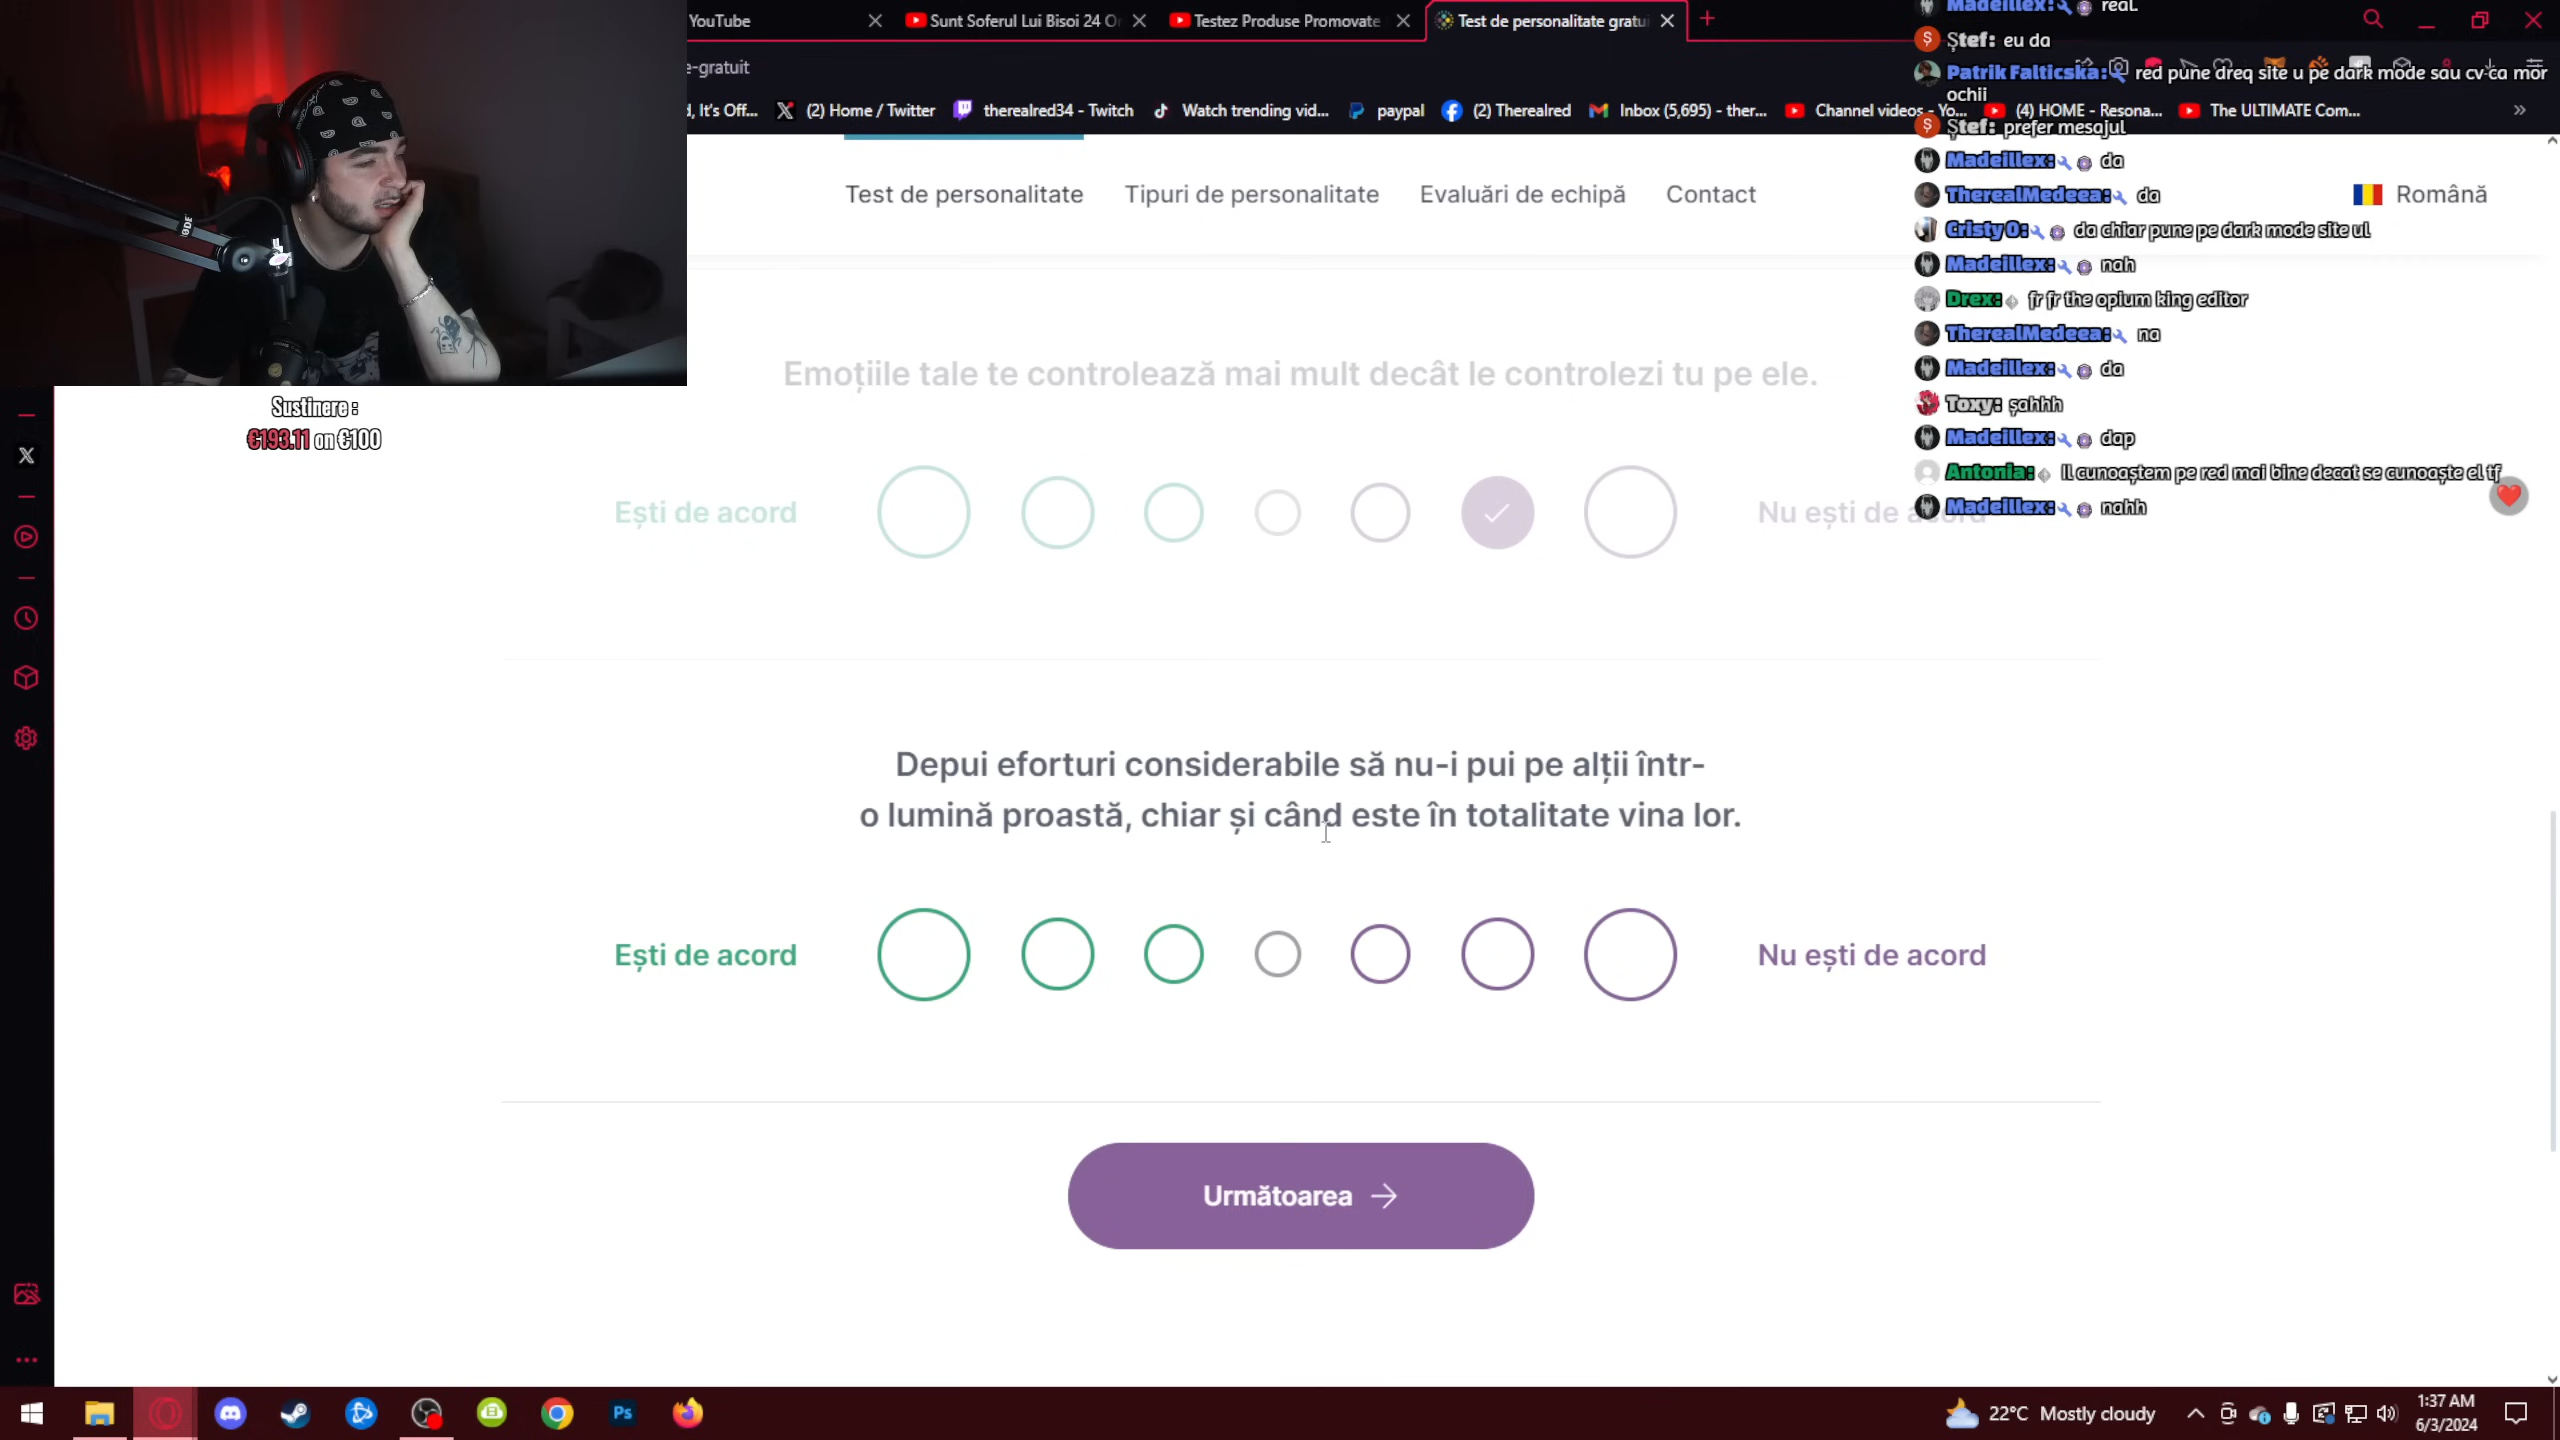 YouTube
Sunt Soferul Lui Bisoi 24 O
Testez Produse Promovate
Test de personalitate gratu
e-gratuit
d, It's Off...
(2) Home / Twitter
therealred34 - Twitch
Watch trending vid...
paypal
(2) Therealred
Inbox (5,695) - ther...
Channel videos - Yo...
(4) HOME - Resona...
The ULTIMATE Com...
»
Test de personalitate
Tipuri de personalitate
Evaluări de echipă
Contact
Română
Madeillex: real.
Ștef: eu da
Patrik Falticska: red pune dreq site u pe dark mode sau cv ca mor
ochii
Ștef: prefer mesajul
Madeillex: da
TherealMedeea: da
Cristy O: da chiar pune pe dark mode site ul
Madeillex: nah
Drex: fr fr the opium king editor
TherealMedeea: na
Madeillex: da
Toxy: șahhh
Madeillex: dap
Antonia: Il cunoaștem pe red mai bine decat se cunoaște el tf
Madeillex: nahh
Sustinere :
€193.11 on €100
Emoțiile tale te controlează mai mult decât le controlezi tu pe ele.
Ești de acord
Nu ești de acord
Depui eforturi considerabile să nu-i pui pe alții într-
o lumină proastă, chiar și când este în totalitate vina lor.
Ești de acord
Nu ești de acord
Următoarea
Ps
22°C Mostly cloudy
1:37 AM
6/3/2024